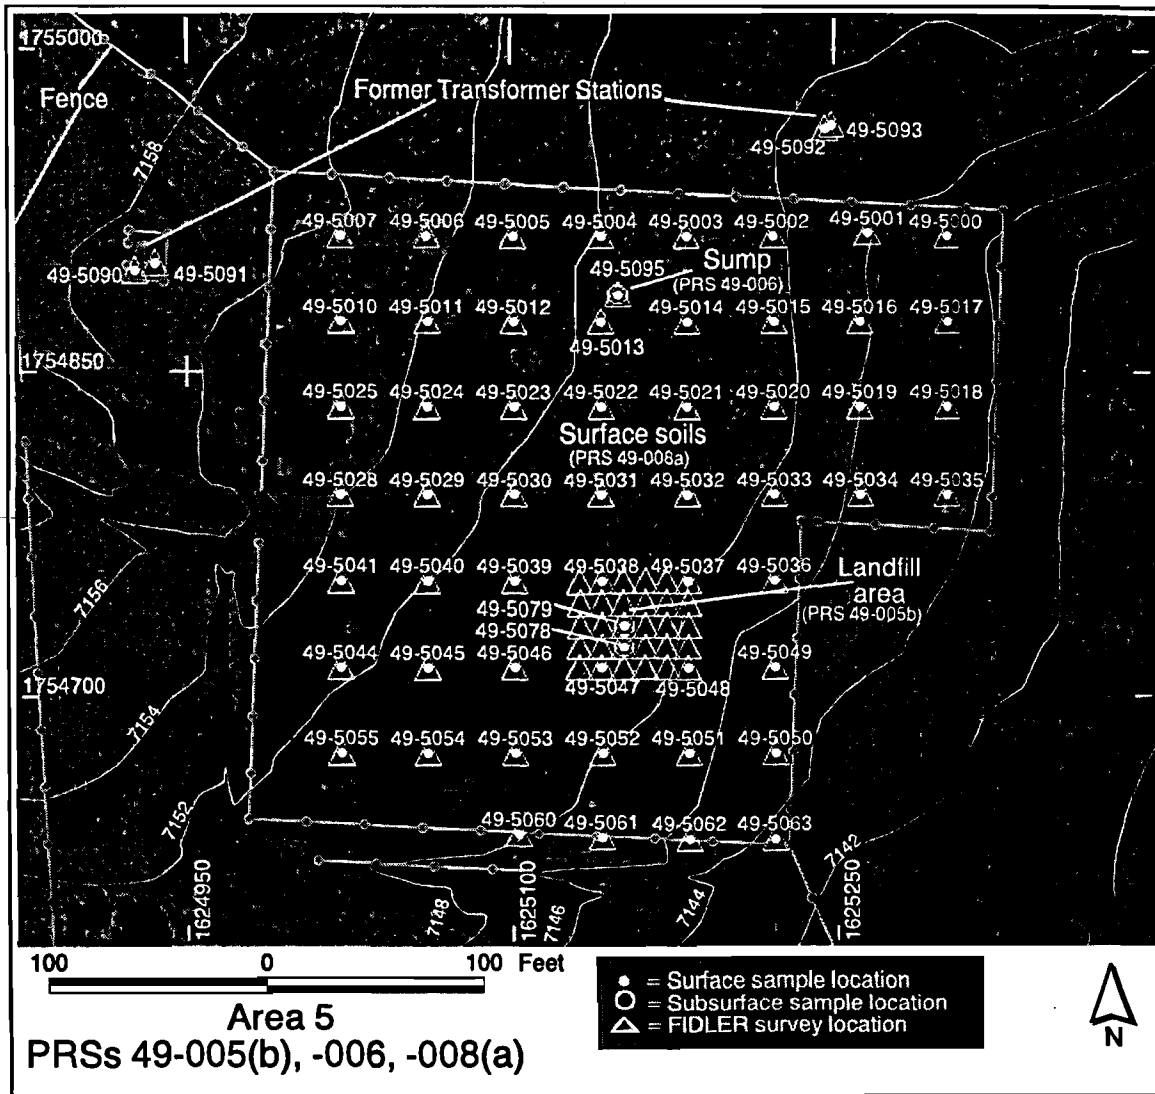 1755000
Fence
Former Transformer Stations
7158
49-5092
49-5093
49-5007 49-5006 49-5005 49-5004 49-5003 49-5002 49-5001 49-5000
49-5090
49-5091
49-5095
Sump
(PRS 49-006)
49-5010 49-5011 49-5012 49-5014 49-5015 49-5016 49-5017
49-5013
1754850
49-5025 49-5024 49-5023 49-5022 49-5021 49-5020 49-5019 49-5018
Surface soils
(PRS 49-008a)
49-5028 49-5029 49-5030 49-5031 49-5032 49-5033 49-5034 49-5035
49-5041 49-5040 49-5039 49-5038 49-5037 49-5036
Landfill
area
(PRS 49-005b)
7156
49-5079
49-5078
49-5044 49-5045 49-5046 49-5049
49-5047 49-5048
1754700
7154
49-5055 49-5054 49-5053 49-5052 49-5051 49-5050
7152
49-5060 49-5061 49-5062 49-5063
7142
1624950
7148
1625100
7146
7144
1625250
100 0 100 Feet
= Surface sample location
= Subsurface sample location
= FIDLER survey location
N
Area 5
PRSs 49-005(b), -006, -008(a)